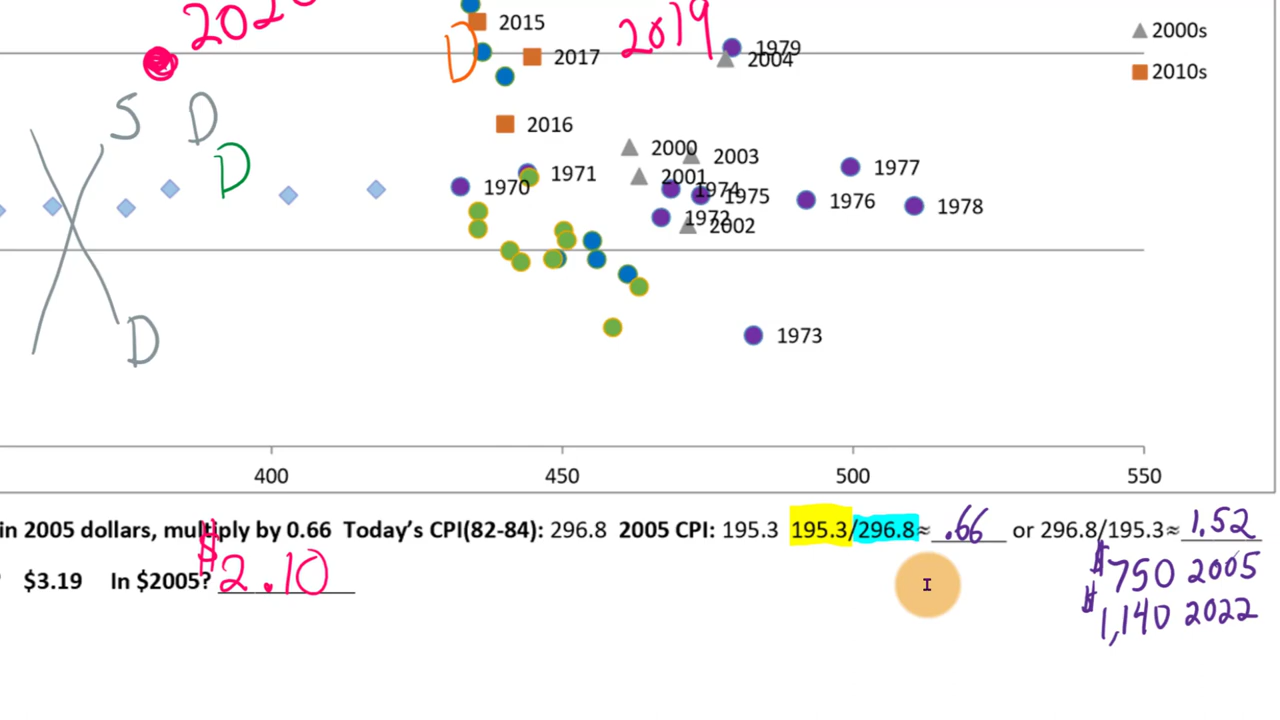 2015
2000s
2019
D
2017
1979
2004
2010s
S D
2016
D
2000
2003
1971
1977
2001
1970
1974
1975
1976
1978
1972
2002
D
1973
400 450 500 550
in 2005 dollars, multiply by 0.66 Today's CPI(82-84): 296.8 2005 CPI: 195.3 195.3/296.8≈ .66 or 296.8/195.3≈ 1.52
$3.19 In $2005? $2.10
$750 2005
$1,140 2022